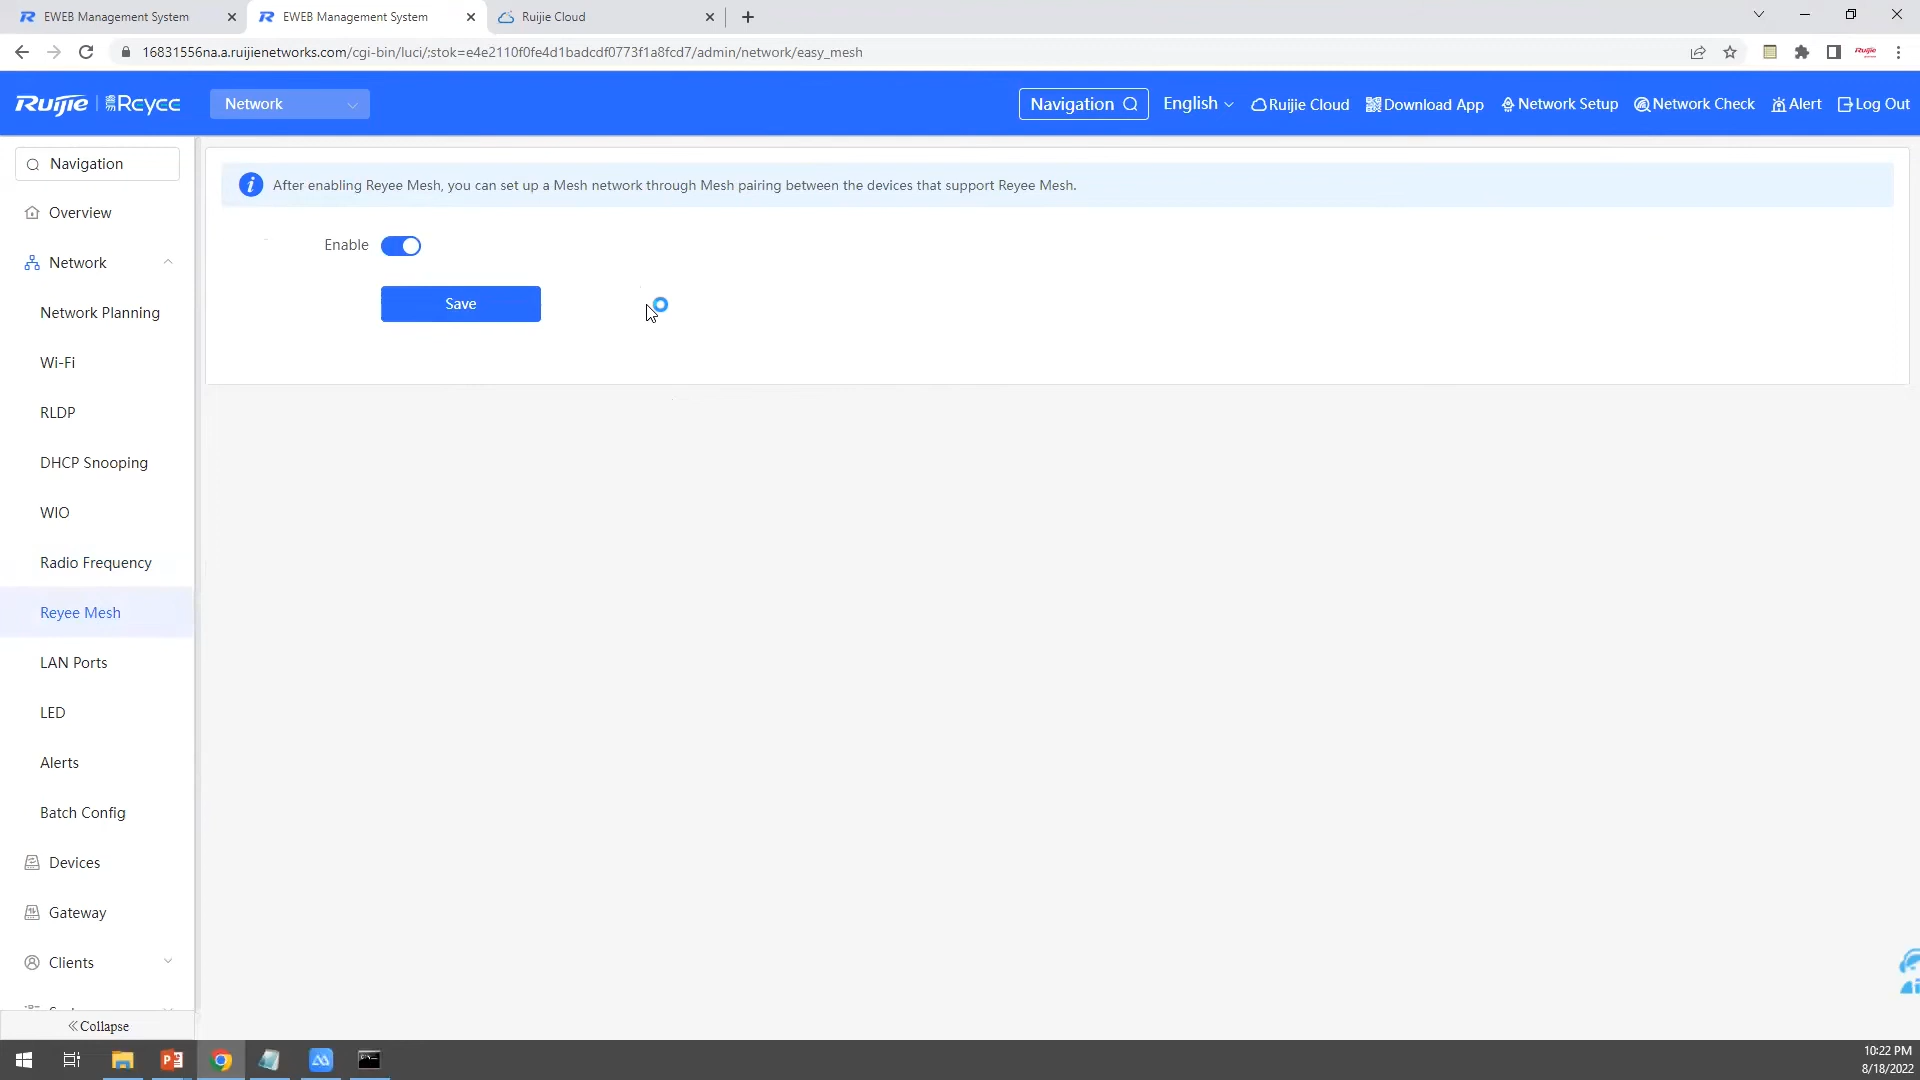 EWEB Management System
EWEB Management System
Ruijie Cloud
16831556na.a.ruijienetworks.com/cgi-bin/luci/;stok=e4e2110f0fe4d1badcdf0773f1a8fcd7/admin/network/easy_mesh
Ruijie
Ruijie | Reyee
Network
Navigation
English
Ruijie Cloud
Download App
Network Setup
Network Check
Alert
Log Out
Navigation
After enabling Reyee Mesh, you can set up a Mesh network through Mesh pairing between the devices that support Reyee Mesh.
Overview
Enable
Network
Save
Network Planning
Wi-Fi
RLDP
DHCP Snooping
WIO
Radio Frequency
Reyee Mesh
LAN Ports
LED
Alerts
Batch Config
Devices
Gateway
Clients
Collapse
10:22 PM
8/18/2022